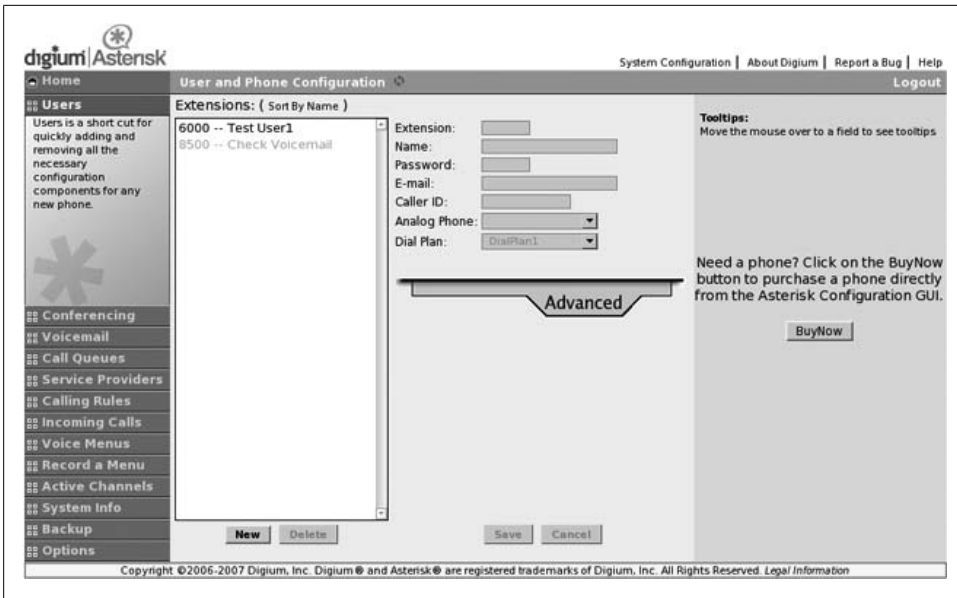 digium Asterisk
System Configuration | About Digium | Report a Bug | Help
Home
User and Phone Configuration
Logout
Users
Users is a short cut for
quickly adding and
removing all the
necessary
configuration
components for any
new phone.
Conferencing
Voicemail
Call Queues
Service Providers
Calling Rules
Incoming Calls
Voice Menus
Record a Menu
Active Channels
System Info
Backup
Options
Extensions: ( Sort By Name )
6000 -- Test User1
8500 -- Check Voicemail
New
Delete
Extension:
Name:
Password:
E-mail:
Caller ID:
Analog Phone:
Dial Plan: DialPlan1
Advanced
Save
Cancel
Tooltips:
Move the mouse over to a field to see tooltips
Need a phone? Click on the BuyNow
button to purchase a phone directly
from the Asterisk Configuration GUI.
BuyNow
Copyright ©2006-2007 Digium, Inc. Digium® and Asterisk® are registered trademarks of Digium, Inc. All Rights Reserved. Legal Information